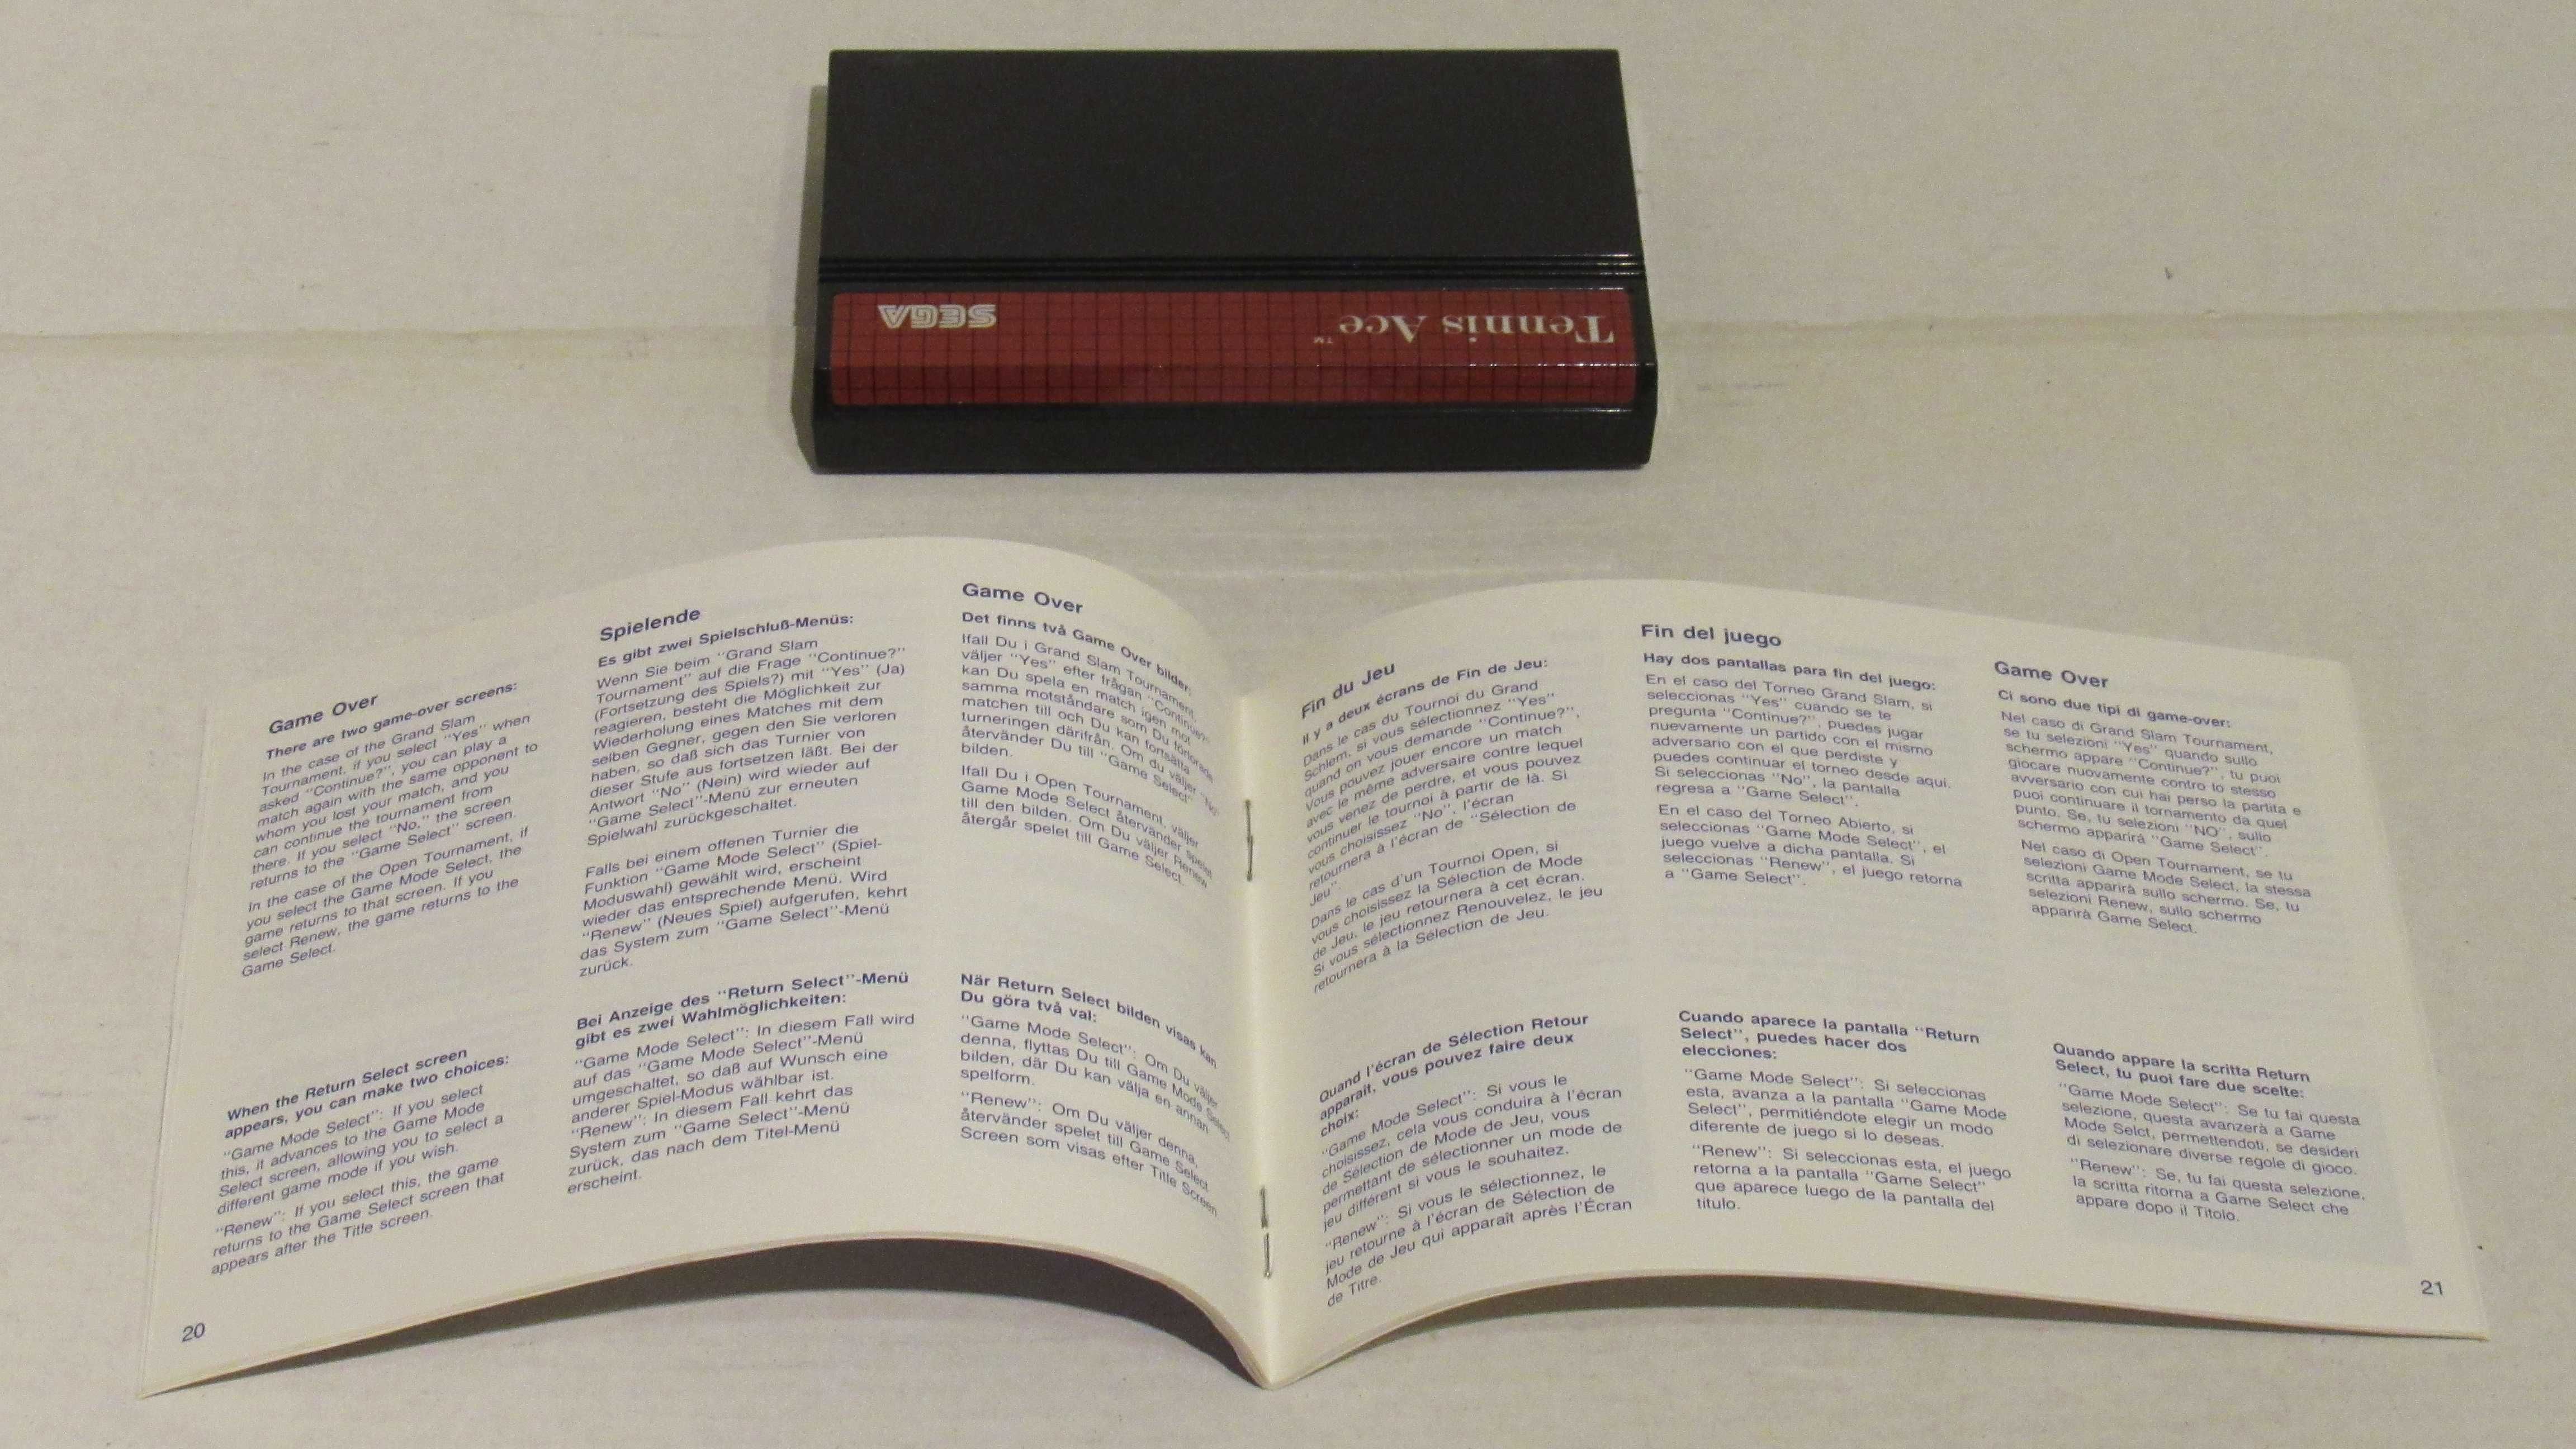 SEGA
Tennis Ace™
Game Over
There are two game-over screens:
In the case of the Grand Slam
Tournament, if you select "Yes" when
asked "Continue?", you can play a
match again with the same opponent to
whom you lost your match, and you
can continue the tournament from
there. If you select "No," the screen
returns to the "Game Select" screen.
In the case of the Open Tournament, if
you select the Game Mode Select, the
game returns to that screen. If you
select Renew, the game returns to the
Game Select.
When the Return Select screen
appears, you can make two choices:
"Game Mode Select": If you select
this, it advances to the Game Mode
Select screen, allowing you to select a
different game mode if you wish.
"Renew": If you select this, the game
returns to the Game Select screen that
appears after the Title screen.
20
Spielende
Es gibt zwei Spielschluß-Menüs:
Wenn Sie beim "Grand Slam
Tournament" auf die Frage "Continue?"
(Fortsetzung des Spiels?) mit "Yes" (Ja)
reagieren, besteht die Möglichkeit zur
Wiederholung eines Matches mit dem
selben Gegner, gegen den Sie verloren
haben, so daß sich das Turnier von
dieser Stufe aus fortsetzen läßt. Bei der
Antwort "No" (Nein) wird wieder auf
"Game Select"-Menü zur erneuten
Spielwahl zurückgeschaltet.
Falls bei einem offenen Turnier die
Funktion "Game Mode Select" (Spiel-
Moduswahl) gewählt wird, erscheint
wieder das entsprechende Menü. Wird
"Renew" (Neues Spiel) aufgerufen, kehrt
das System zum "Game Select"-Menü
zurück.
Bei Anzeige des "Return Select"-Menü
gibt es zwei Wahlmöglichkeiten:
"Game Mode Select": In diesem Fall wird
auf das "Game Mode Select"-Menü
umgeschaltet, so daß auf Wunsch eine
anderer Spiel-Modus wählbar ist.
"Renew": In diesem Fall kehrt das
System zum "Game Select"-Menü
zurück, das nach dem Titel-Menü
erscheint.
Game Over
Det finns två Game Over bilder:
Ifall Du i Grand Slam Tournament,
väljer "Yes" efter frågan "Continue?"
kan Du spela en match igen mot
samma motståndare som Du förlorade
matchen till och Du kan fortsätta
turneringen därifrån. Om du väljer "No"
återvänder Du till "Game Select"
bilden.
Ifall Du i Open Tournament, väljer
Game Mode Select återvänder spelet
till den bilden. Om Du väljer Renew
återgår spelet till Game Select.
När Return Select bilden visas kan
Du göra två val:
"Game Mode Select": Om Du väljer
denna, flyttas Du till Game Mode Select
bilden, där Du kan välja en annan
spelform.
"Renew": Om Du väljer denna,
återvänder spelet till Game Select
Screen som visas efter Title Screen
Fin du Jeu
Il y a deux écrans de Fin de Jeu:
Dans le cas du Tournoi du Grand
Schlem, si vous sélectionnez "Yes"
quand on vous demande "Continue?",
Vous pouvez jouer encore un match
avec le même adversaire contre lequel
vous venez de perdre, et vous pouvez
continuer le tournoi à partir de là. Si
vous choisissez "No", l'écran
retournera à l'écran de "Sélection de
Jeu".
Dans le cas d'un Tournoi Open, si
vous choisissez la Sélection de Mode
de Jeu, le jeu retournera à cet écran.
Si vous sélectionnez Renouvelez, le jeu
retournera à la Sélection de Jeu.
Quand l'écran de Sélection Retour
apparait, vous pouvez faire deux
choix:
"Game Mode Select": Si vous le
choisissez, cela vous conduira à l'écran
de Sélection de Mode de Jeu, vous
permettant de sélectionner un mode de
jeu différent si vous le souhaitez.
"Renew": Si vous le sélectionnez, le
jeu retourne à l'écran de Sélection de
Mode de Jeu qui apparaît après l'Écran
de Titre.
Fin del juego
Hay dos pantallas para fin del juego:
En el caso del Torneo Grand Slam, si
seleccionas "Yes" cuando se te
pregunta "Continue?", puedes jugar
nuevamente un partido con el mismo
adversario con el que perdiste y
puedes continuar el torneo desde aquí.
Si seleccionas "No", la pantalla
regresa a "Game Select".
En el caso del Torneo Abierto, si
seleccionas "Game Mode Select", el
juego vuelve a dicha pantalla. Si
seleccionas "Renew", el juego retorna
a "Game Select".
Cuando aparece la pantalla "Return
Select", puedes hacer dos
elecciones:
"Game Mode Select": Si seleccionas
esta, avanza a la pantalla "Game Mode
Select", permitiéndote elegir un modo
diferente de juego si lo deseas.
"Renew": Si seleccionas esta, el juego
retorna a la pantalla "Game Select"
que aparece luego de la pantalla del
título.
Game Over
Ci sono due tipi di game-over:
Nel caso di Grand Slam Tournament,
se tu selezioni "Yes" quando sullo
schermo appare "Continue?", tu puoi
giocare nuovamente contro lo stesso
avversario con cui hai perso la partita e
puoi continuare il tornamento da quel
punto. Se, tu selezioni "NO", sullo
schermo apparirà "Game Select".
Nel caso di Open Tournament, se tu
selezioni Game Mode Select, la stessa
scritta apparirà sullo schermo. Se, tu
selezioni Renew, sullo schermo
apparirà Game Select.
Quando appare la scritta Return
Select, tu puoi fare due scelte:
"Game Mode Select": Se tu fai questa
selezione, questa avanzerà a Game
Mode Selct, permettendoti, se desideri
di selezionare diverse regole di gioco.
"Renew": Se, tu fai questa selezione,
la scritta ritorna a Game Select che
appare dopo il Titolo.
21